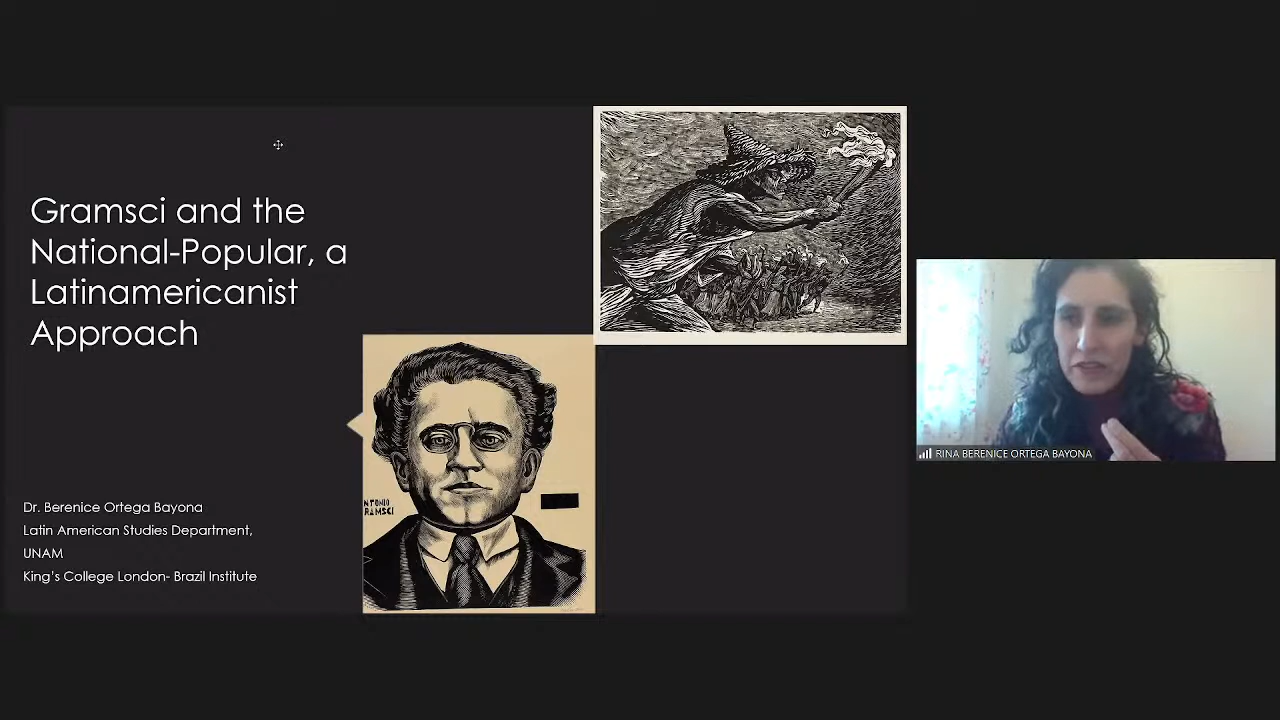 Gramsci and the
National-Popular, a
Latinamericanist
Approach
Dr. Berenice Ortega Bayona
Latin American Studies Department,
UNAM
King's College London- Brazil Institute
NTONIO
RAMSCI
RINA BERENICE ORTEGA BAYONA